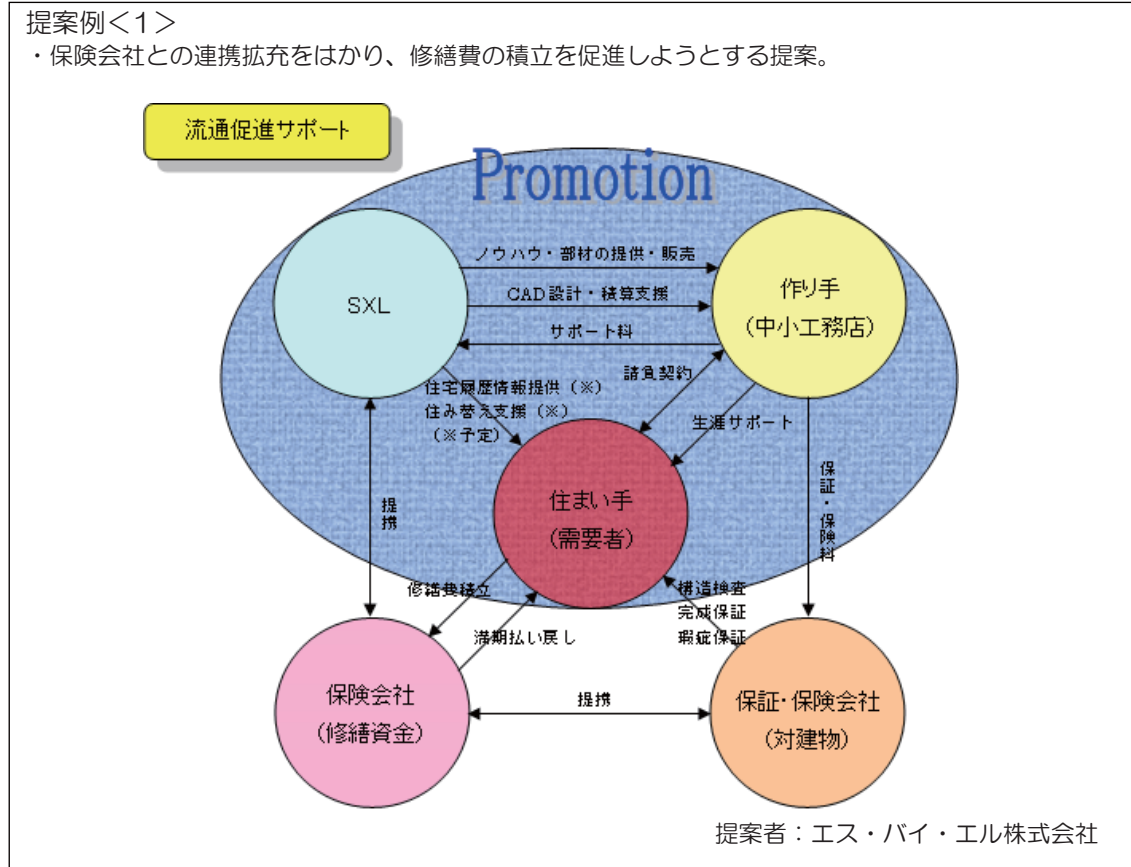 提案例＜1＞
・保険会社との連携拡充をはかり、修繕費の積立を促進しようとする提案。
流通促進サポート
Promotion
SXL
ノウハウ・部材の提供・販売
CAD設計・積算支援
サポート料
作り手
（中小工務店）
住宅履歴情報提供（※）
住み替え支援（※）
（※予定）
請負契約
生涯サポート
住まい手
（需要者）
提携
保証・保険料
修繕費積立
満期払い戻し
構造検査
完成保証
瑕疵保証
保険会社
（修繕資金）
提携
保証・保険会社
（対建物）
提案者：エス・バイ・エル株式会社